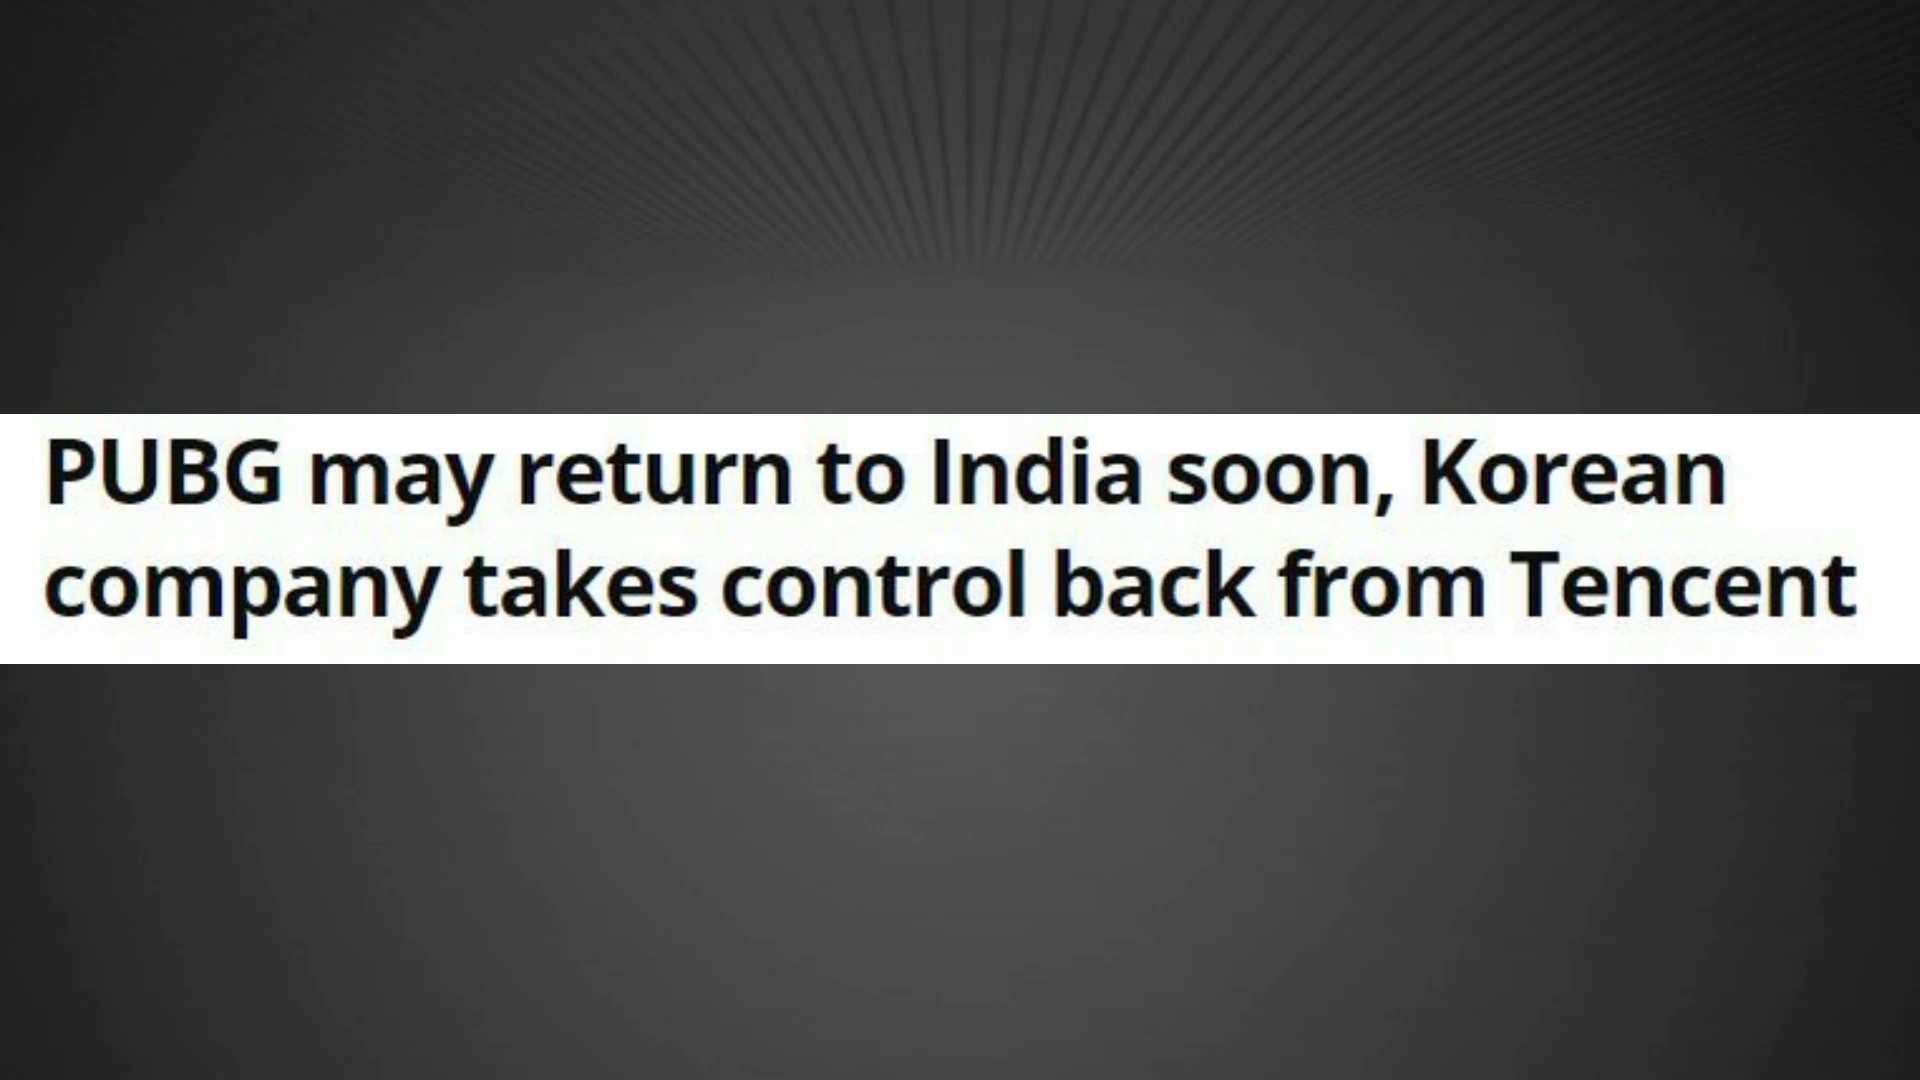 PUBG may return to India soon, Korean
company takes control back from Tencent